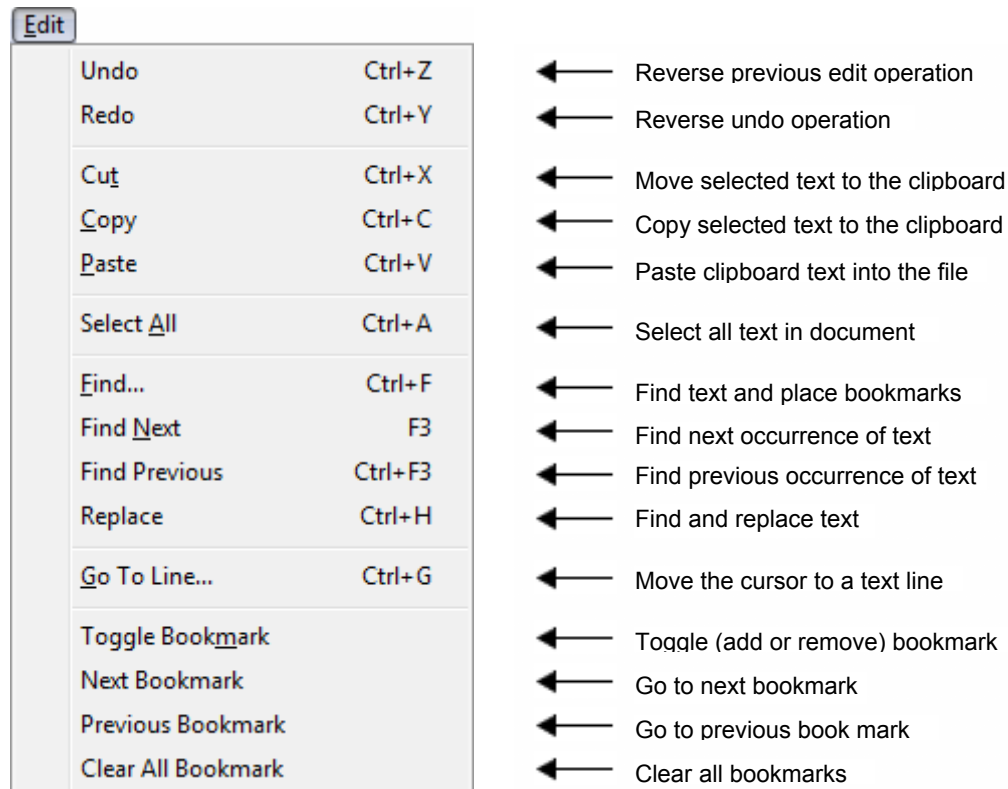 Edit
Undo Ctrl+Z Reverse previous edit operation
Redo Ctrl+Y Reverse undo operation
Cut Ctrl+X Move selected text to the clipboard
Copy Ctrl+C Copy selected text to the clipboard
Paste Ctrl+V Paste clipboard text into the file
Select All Ctrl+A Select all text in document
Find... Ctrl+F Find text and place bookmarks
Find Next F3 Find next occurrence of text
Find Previous Ctrl+F3 Find previous occurrence of text
Replace Ctrl+H Find and replace text
Go To Line... Ctrl+G Move the cursor to a text line
Toggle Bookmark Toggle (add or remove) bookmark
Next Bookmark Go to next bookmark
Previous Bookmark Go to previous book mark
Clear All Bookmark Clear all bookmarks